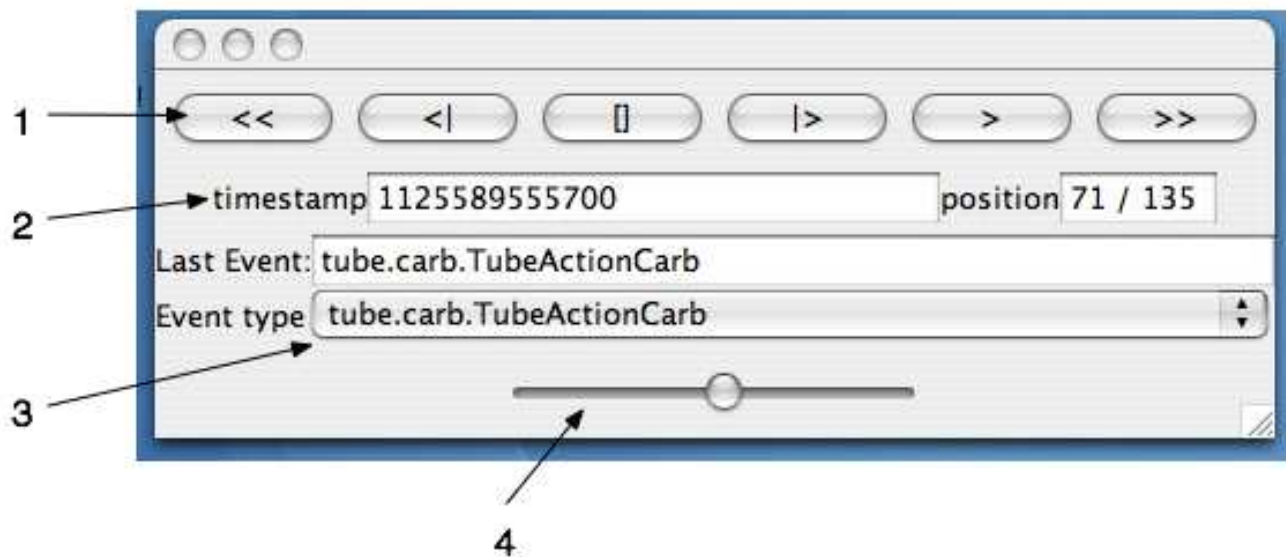 << <| [] |> > >>
1
timestamp 1125589555700 position 71 / 135
2
Last Event: tube.carb.TubeActionCarb
Event type tube.carb.TubeActionCarb
3
4